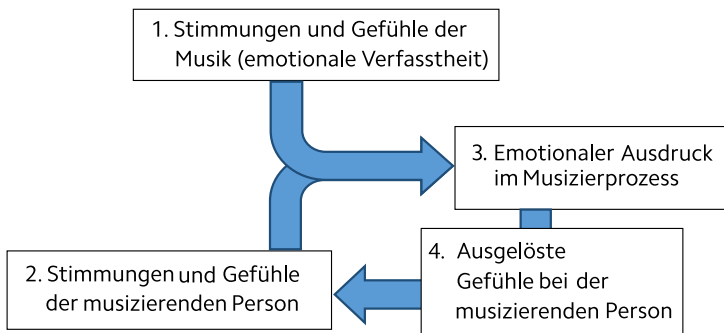 1. Stimmungen und Gefühle der
Musik (emotionale Verfasstheit)
3. Emotionaler Ausdruck
im Musizierprozess
2. Stimmungen und Gefühle
der musizierenden Person
4. Ausgelöste
Gefühle bei der
musizierenden Person